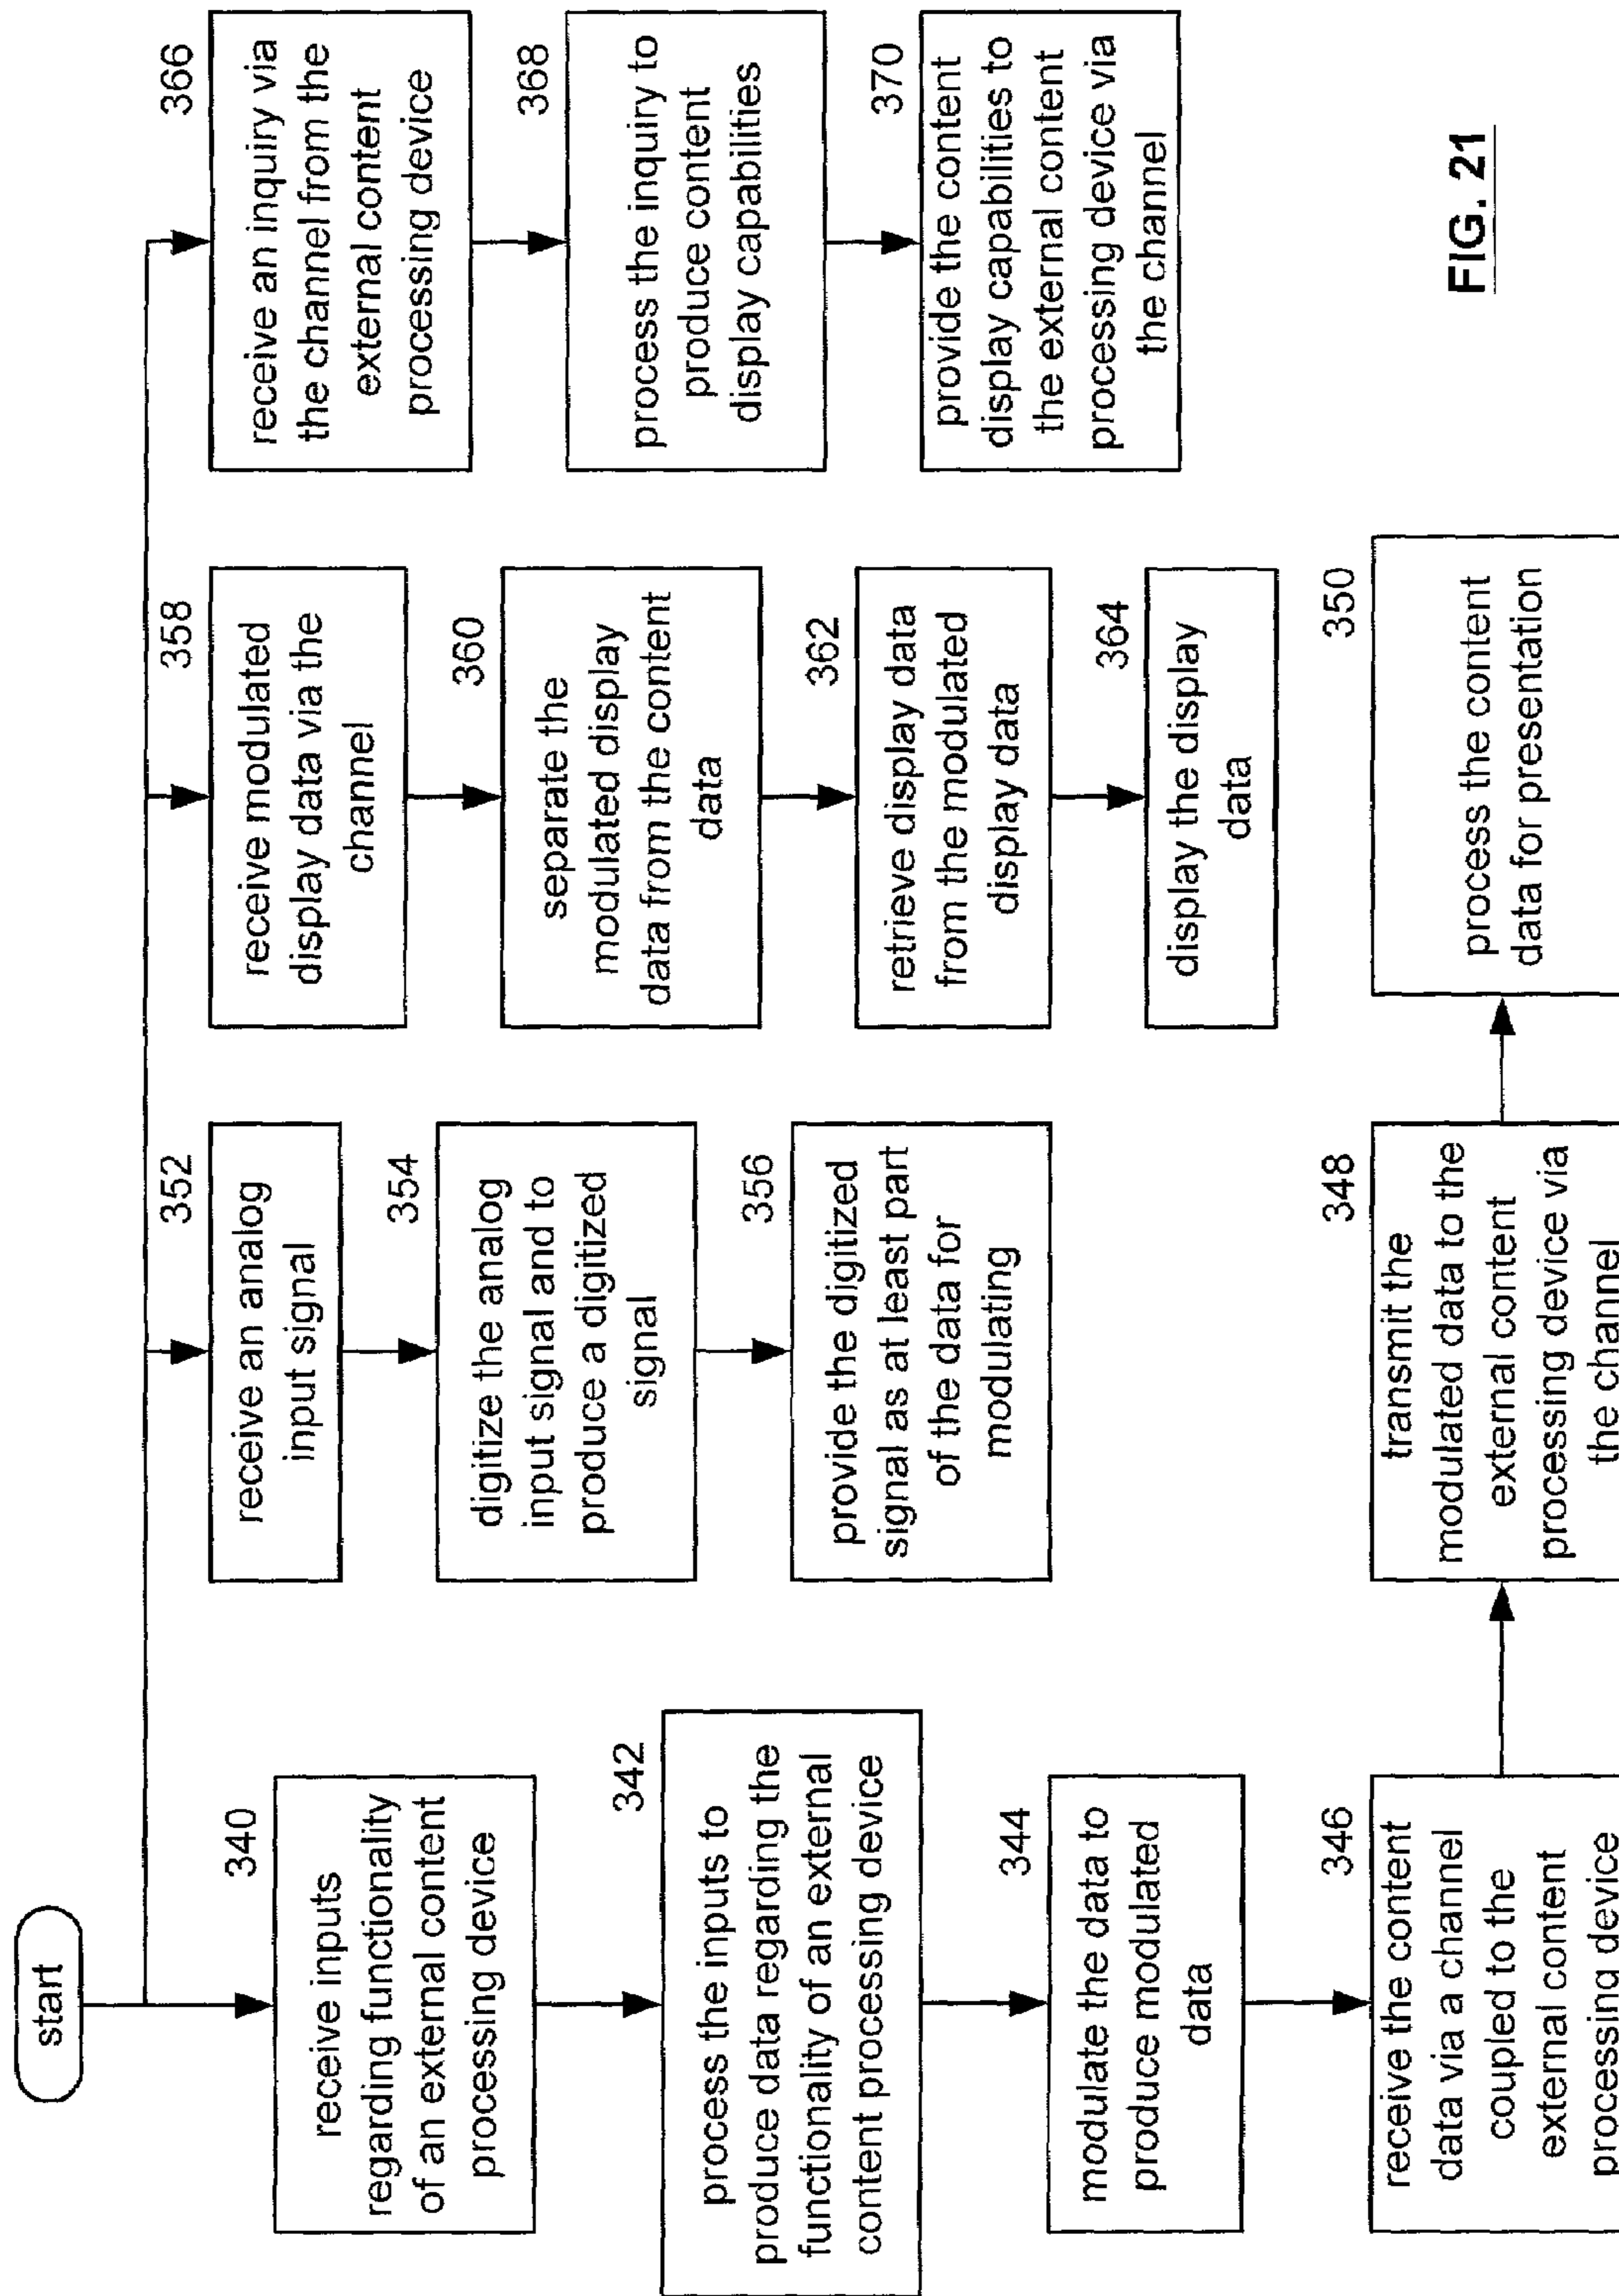 start
340
receive inputs
regarding functionality
of an external content
processing device
342
process the inputs to
produce data regarding the
functionality of an external
content processing device
344
modulate the data to
produce modulated
data
346
receive the content
data via a channel
coupled to the
external content
processing device
348
transmit the
modulated data to the
external content
processing device via
the channel
350
process the content
data for presentation
352
receive an analog
input signal
354
digitize the analog
input signal and to
produce a digitized
signal
356
provide the digitized
signal as at least part
of the data for
modulating
358
receive modulated
display data via the
channel
360
separate the
modulated display
data from the content
data
362
retrieve display data
from the modulated
display data
364
display the display
data
366
receive an inquiry via
the channel from the
external content
processing device
368
process the inquiry to
produce content
display capabilities
370
provide the content
display capabilities to
the external content
processing device via
the channel
FIG. 21